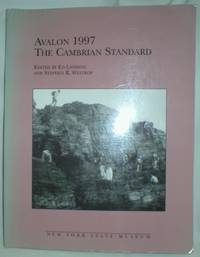 AVALON 1997
THE CAMBRIAN STANDARD
EDITED BY ED LANDING
AND STEPHEN R. WESTROP
NEW YORK STATE MUSEUM